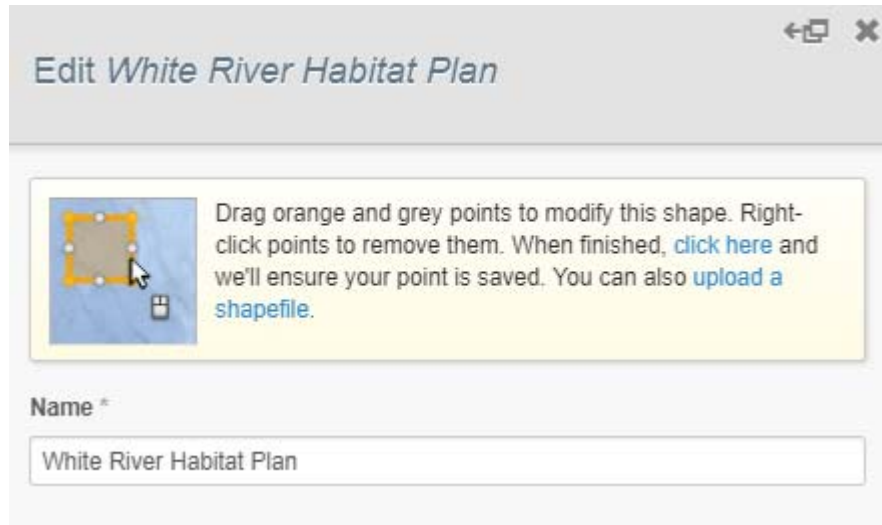 Edit White River Habitat Plan
Drag orange and grey points to modify this shape. Right-
click points to remove them. When finished, click here and
we'll ensure your point is saved. You can also upload a
shapefile.
Name *
White River Habitat Plan